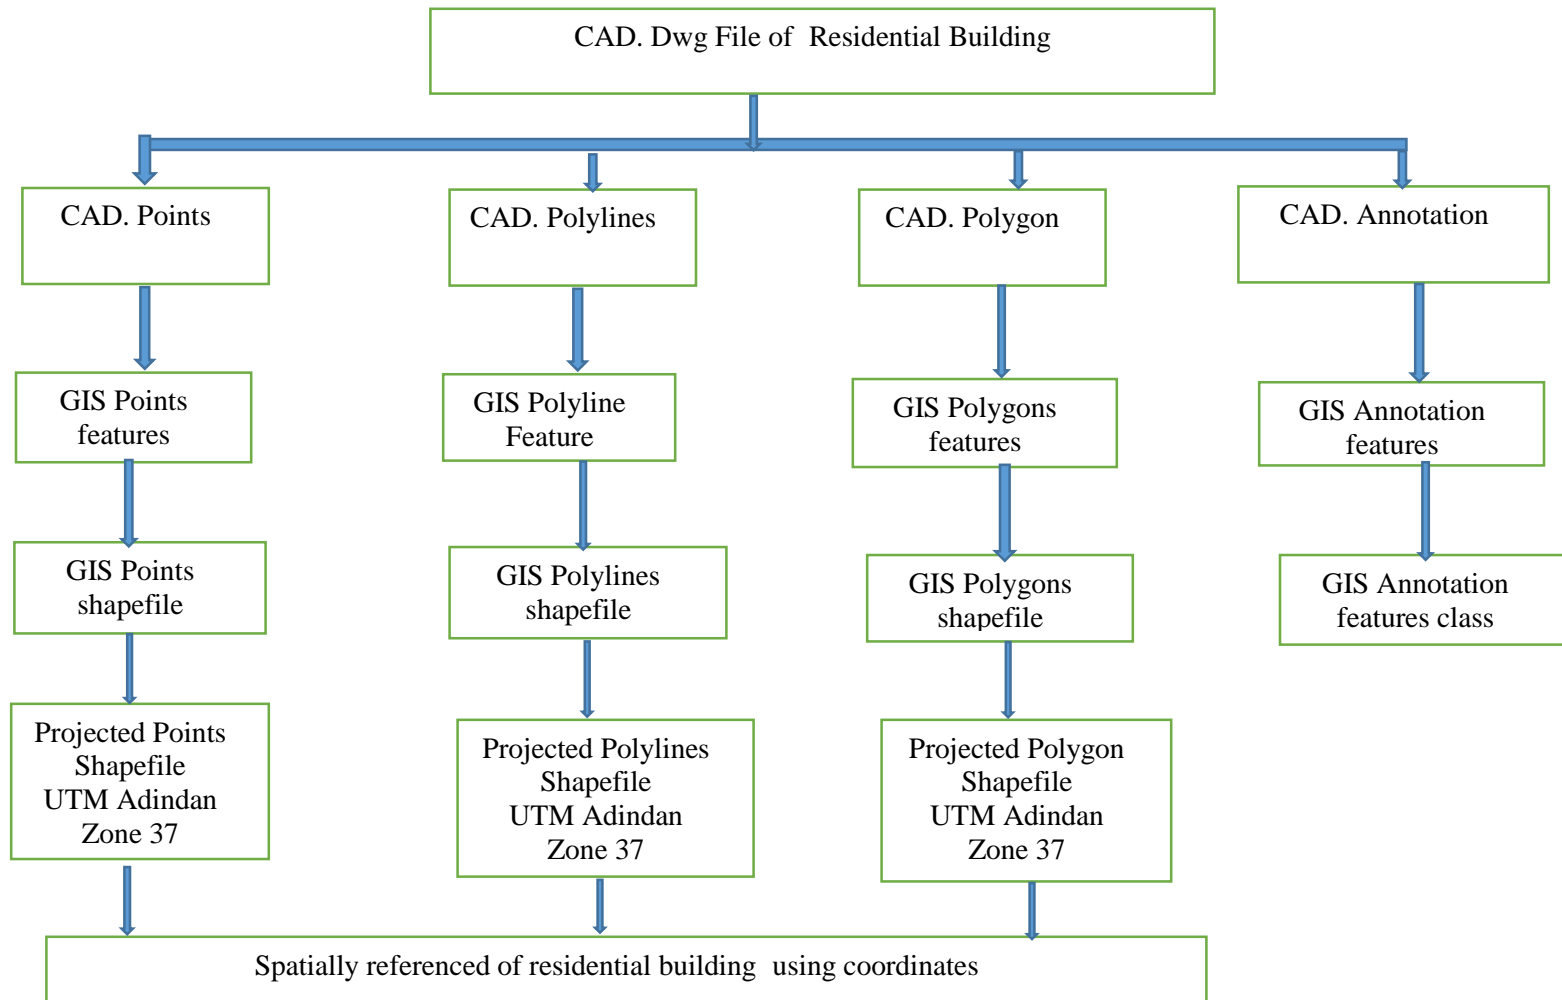 CAD. Dwg File of Residential Building
CAD. Points
CAD. Polylines
CAD. Polygon
CAD. Annotation
GIS Points
features
GIS Polyline
Feature
GIS Polygons
features
GIS Annotation
features
GIS Points
shapefile
GIS Polylines
shapefile
GIS Polygons
shapefile
GIS Annotation
features class
Projected Points
Shapefile
UTM Adindan
Zone 37
Projected Polylines
Shapefile
UTM Adindan
Zone 37
Projected Polygon
Shapefile
UTM Adindan
Zone 37
Spatially referenced of residential building using coordinates